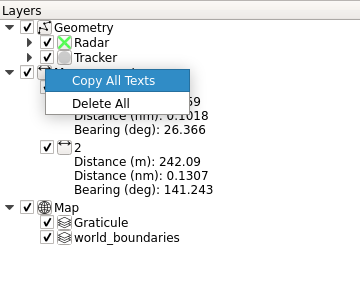 Layers
Geometry
Radar
Tracker
Copy All Texts
Delete All
59
Distance (nm): 0.1018
Bearing (deg): 26.366
2
Distance (m): 242.09
Distance (nm): 0.1307
Bearing (deg): 141.243
Map
Graticule
world_boundaries